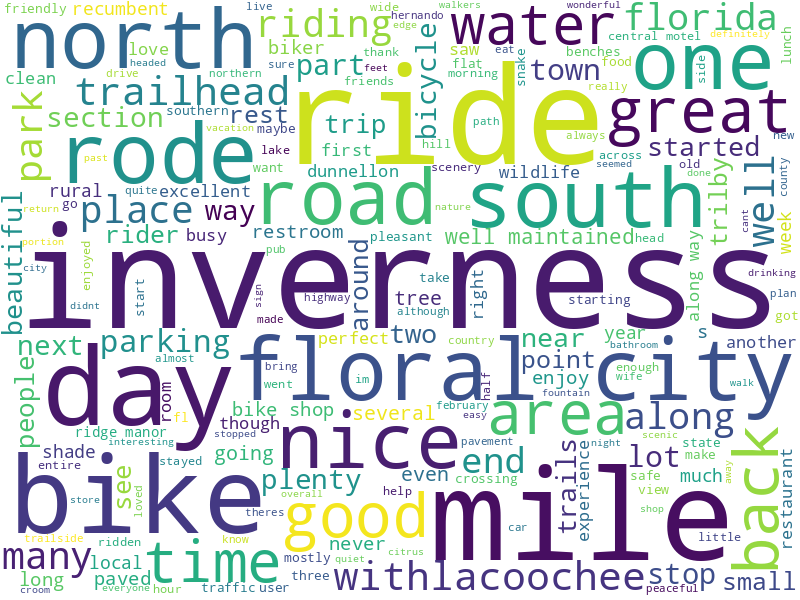 friendly recumbent live hernando walkers wide edge wonderful definitely florida
north riding water central motel
love biker thank drive saw eat benches food lunch
clean headed sure northern feet friends flat morning snake town really side one
trailhead part bicycle
southern ride great
park section vacation rest maybe trip path always new
rode past lake hill started
want first scenery across old
rural quite excellent dunnellon wildlife seemed done county
go road south trilby well
return place way nature week
beautiful portion rider busy restroom pleasant well maintained head cant
city enjoyed pub around along way drinking
inverness
start sign highway take right tree starting plan
didnt made although got
next parking perfect two near year s another
almost country bathroom
people day room bring floral city point enjoy enough wife walk
went im half fountain
fl bike shop several february easy area along back
ridge manor though nice
interesting stopped pavement night state scenic
shade going end trails lot make restaurant
entire stayed see plenty even crossing experience safe view much away
bike loved store overall help mile shop
theres good car little
trailside ridden know never
many local time mostly quiet citrus
long paved three withlacoochee stop small
croom everyone hour traffic user peaceful